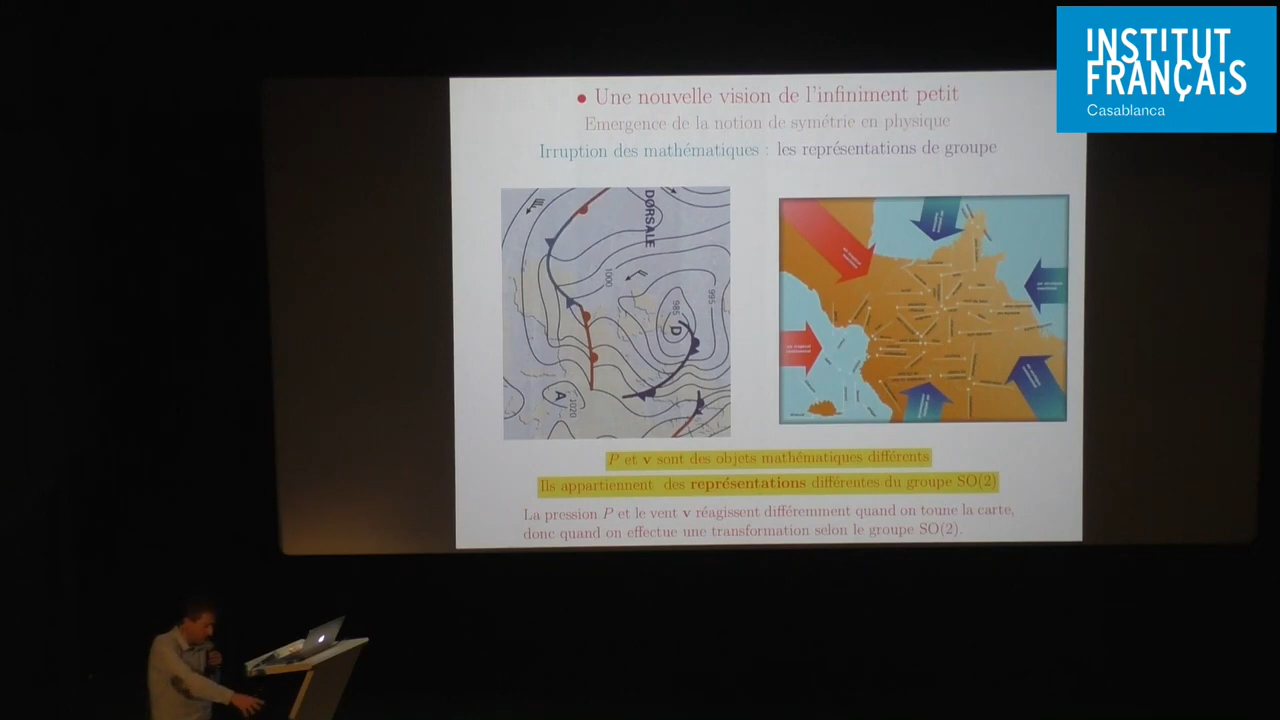 INSTITUT
FRANÇAIS
Casablanca
• Une nouvelle vision de l'infiniment petit
Emergence de la notion de symétrie en physique
Irruption des mathématiques : les représentations de groupe
DORSALE
1000
995
985
D
A
1020
P et v sont des objets mathématiques différents
Ils appartiennent des représentations différentes du groupe SO(2)
La pression P et le vent v réagissent différemment quand on toune la carte,
donc quand on effectue une transformation selon le groupe SO(2).